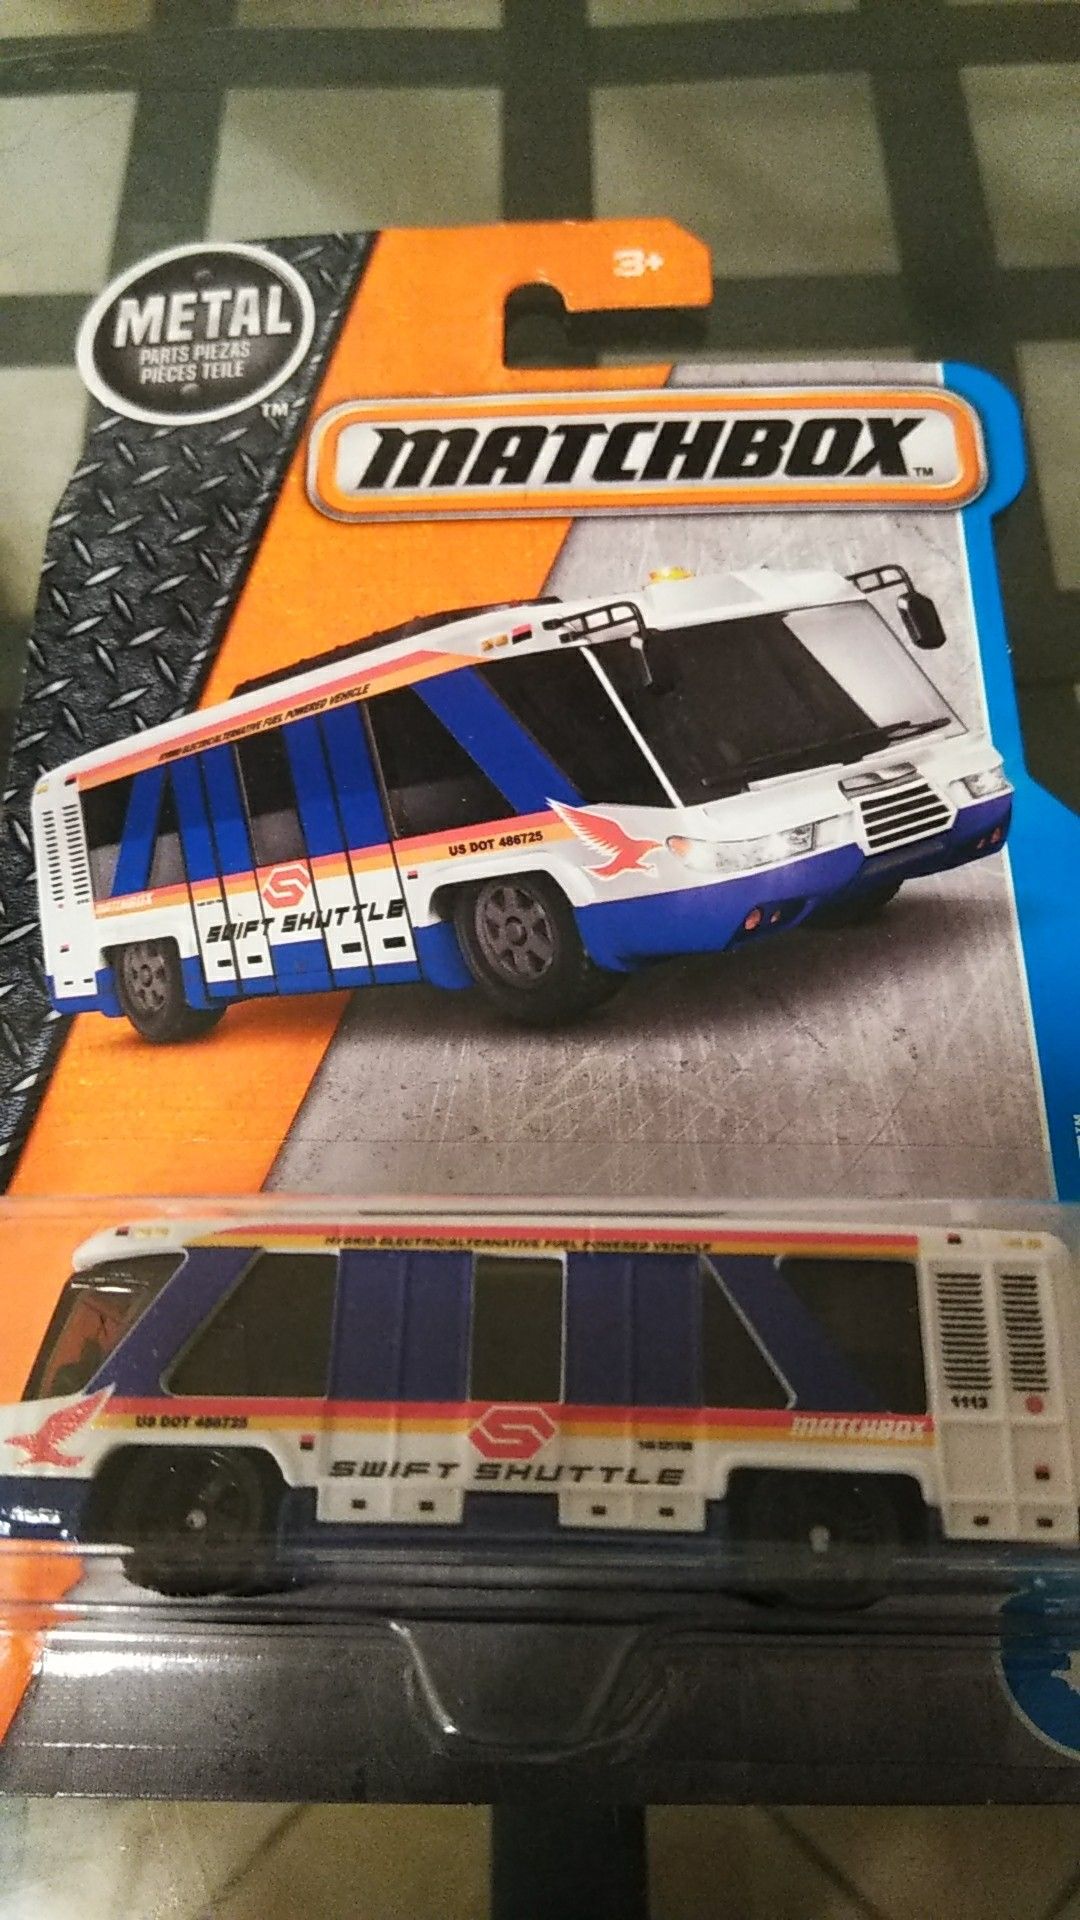 3+
METAL
PARTS PIEZAS
PIÈCES TEILE
TM
MATCHBOX™
HYBRID ELECTRIC/ALTERNATIVE FUEL POWERED VEHICLE
US DOT 486725
MATCHBOX
S
SWIFT SHUTTLE
HYBRID ELECTRIC/ALTERNATIVE FUEL POWERED VEHICLE
1113
US DOT 486725
MATCHBOX
S
SWIFT SHUTTLE